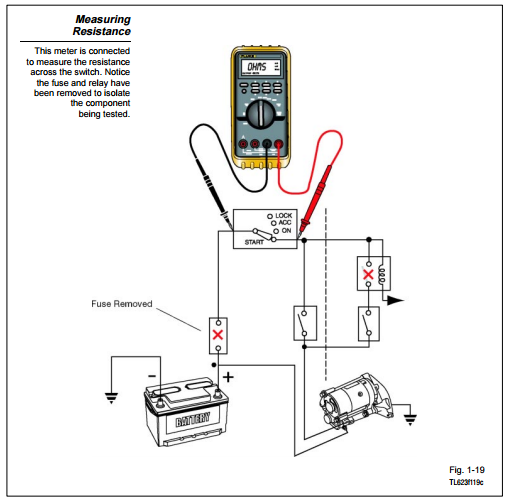 Measuring
Resistance
This meter is connected
to measure the resistance
across the switch. Notice
the fuse and relay have
been removed to isolate
the component
being tested.
OHMS
LOCK
ACC
ON
START
Fuse Removed
–
+
BATTERY
Fig. 1-19
TL623f119c